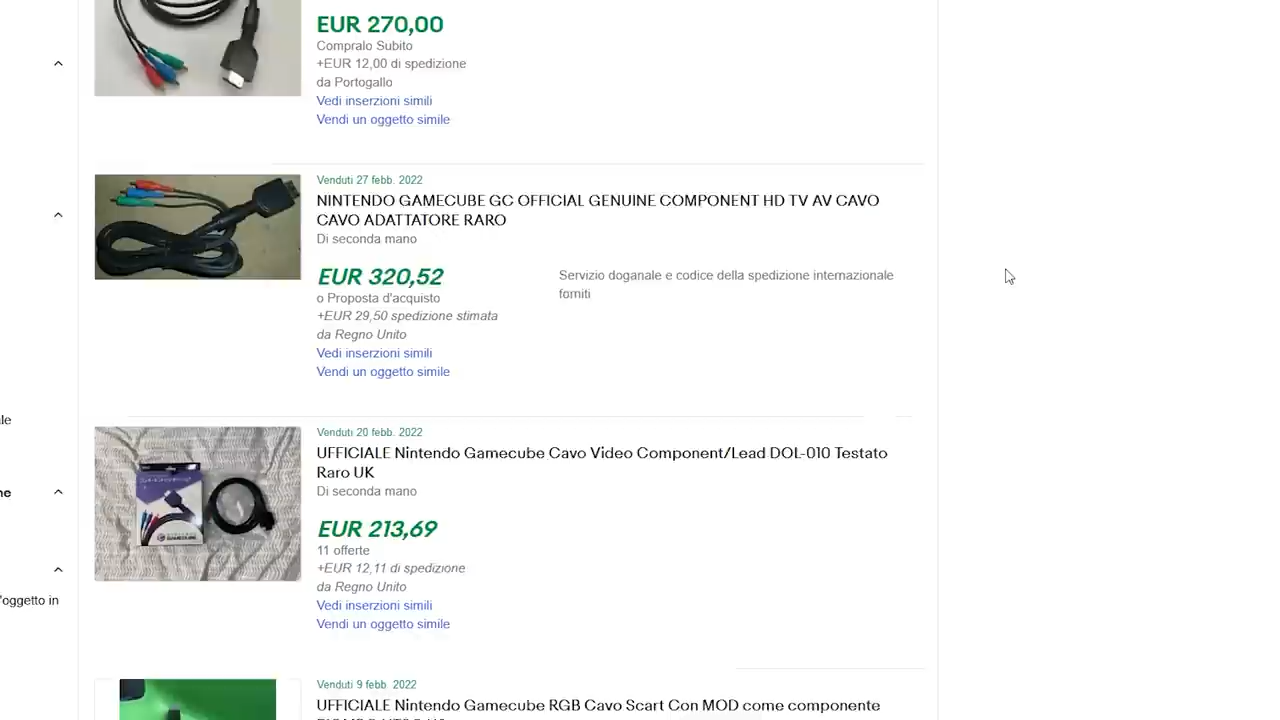 EUR 270,00
Compralo Subito
+EUR 12,00 di spedizione
da Portogallo
Vedi inserzioni simili
Vendi un oggetto simile
Venduti 27 febb. 2022
NINTENDO GAMECUBE GC OFFICIAL GENUINE COMPONENT HD TV AV CAVO
CAVO ADATTATORE RARO
Di seconda mano
EUR 320,52
o Proposta d'acquisto
+EUR 29,50 spedizione stimata
da Regno Unito
Vedi inserzioni simili
Vendi un oggetto simile
Servizio doganale e codice della spedizione internazionale
forniti
Venduti 20 febb. 2022
UFFICIALE Nintendo Gamecube Cavo Video Component/Lead DOL-010 Testato
Raro UK
Di seconda mano
EUR 213,69
11 offerte
+EUR 12,11 di spedizione
da Regno Unito
Vedi inserzioni simili
Vendi un oggetto simile
'oggetto in
GAMECUBE
Venduti 9 febb. 2022
UFFICIALE Nintendo Gamecube RGB Cavo Scart Con MOD come componente